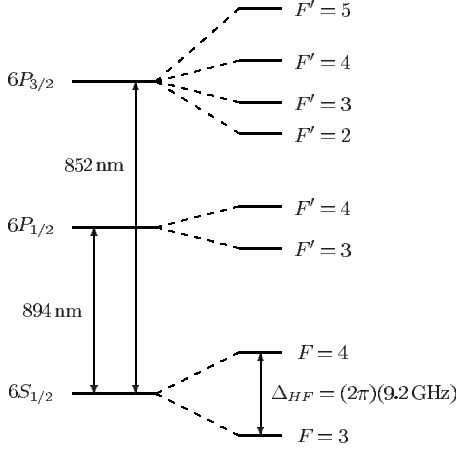 F′ = 5
6P₃/₂
F′ = 4
F′ = 3
F′ = 2
852 nm
6P₁/₂
F′ = 4
F′ = 3
894 nm
F = 4
6S₁/₂
Δ_HF = (2π)(9.2 GHz)
F = 3